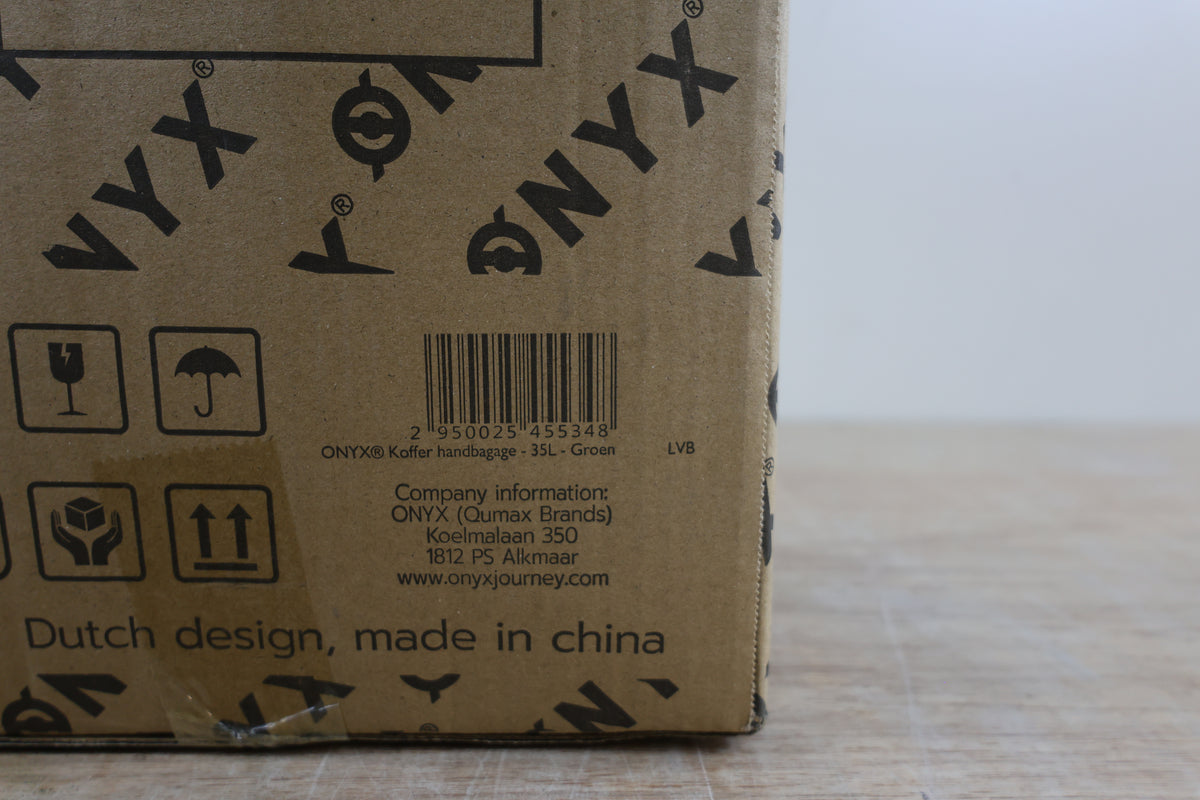 ONYX®
NYX®
Y®
ONYX®
2 950025 455348
ONYX® Koffer handbagage - 35L - Groen
LVB
Company information:
ONYX (Qumax Brands)
Koelmalaan 350
1812 PS Alkmaar
www.onyxjourney.com
Dutch design, made in china